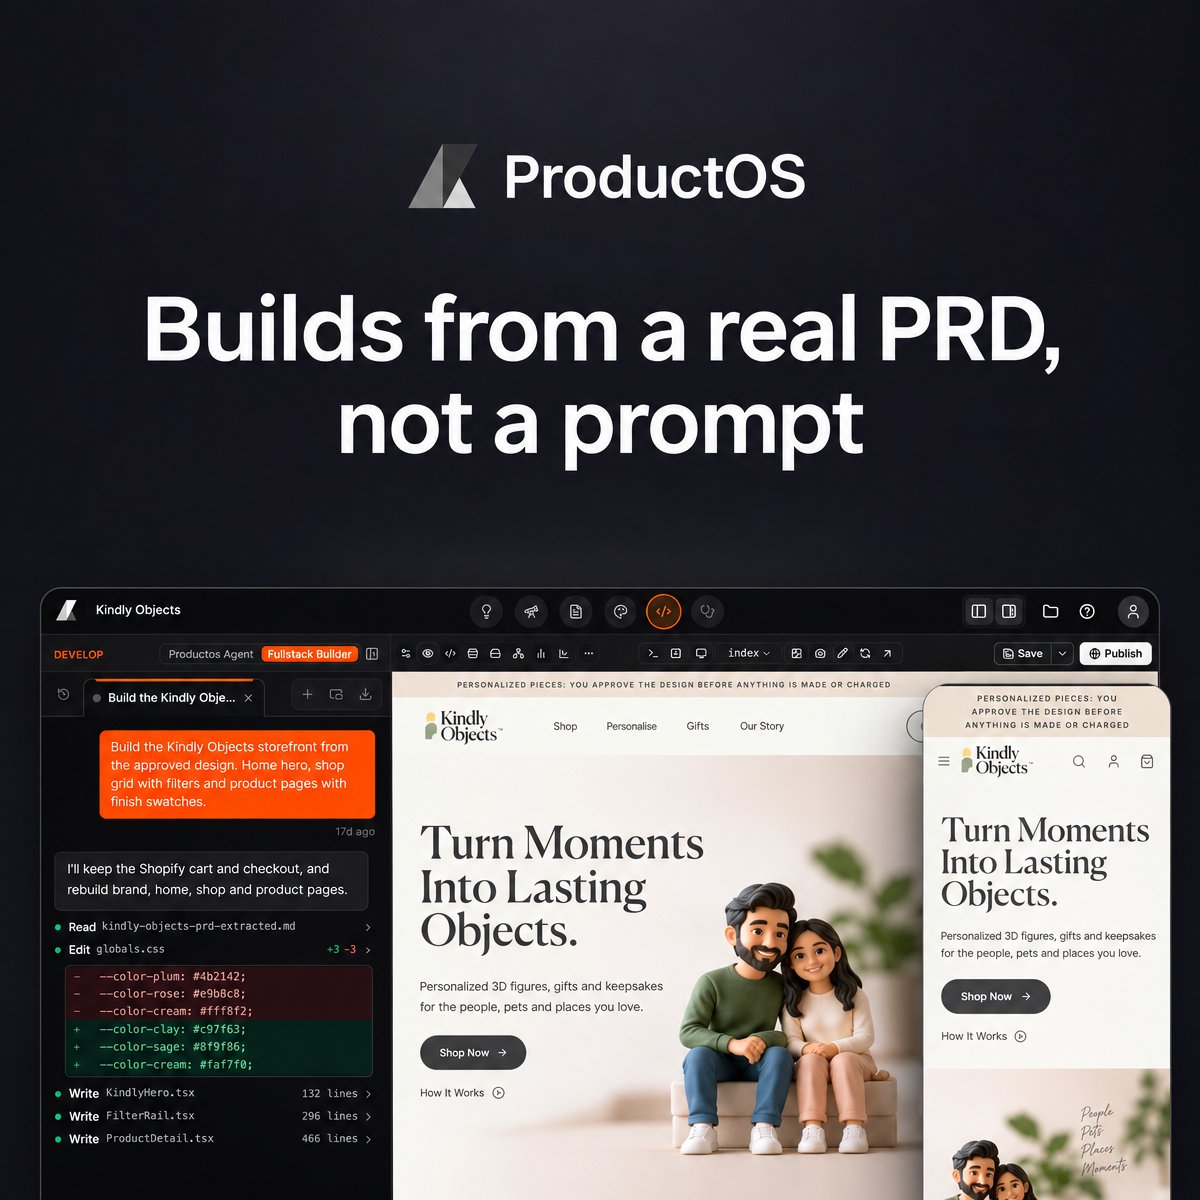 ProductOS
Builds from a real PRD,
not a prompt
Kindly Objects
DEVELOP
Productos Agent
Fullstack Builder
index
Save
Publish
Build the Kindly Obje...
Build the Kindly Objects storefront from
the approved design. Home hero, shop
grid with filters and product pages with
finish swatches.
17d ago
I'll keep the Shopify cart and checkout, and
rebuild brand, home, shop and product pages.
Read kindly-objects-prd-extracted.md
Edit globals.css +3 -3
- --color-plum: #4b2142;
- --color-rose: #e9b8c8;
- --color-cream: #fff8f2;
+ --color-clay: #c97f63;
+ --color-sage: #8f9f86;
+ --color-cream: #faf7f0;
Write KindlyHero.tsx 132 lines
Write FilterRail.tsx 296 lines
Write ProductDetail.tsx 466 lines
PERSONALIZED PIECES: YOU APPROVE THE DESIGN BEFORE ANYTHING IS MADE OR CHARGED
Kindly
Objects™
Shop
Personalise
Gifts
Our Story
Turn Moments
Into Lasting
Objects.
Personalized 3D figures, gifts and keepsakes
for the people, pets and places you love.
Shop Now →
How It Works
PERSONALIZED PIECES: YOU
APPROVE THE DESIGN BEFORE
ANYTHING IS MADE OR CHARGED
Kindly
Objects™
Turn Moments
Into Lasting
Objects.
Personalized 3D figures, gifts and keepsakes
for the people, pets and places you love.
Shop Now →
How It Works
People
Pets
Places
Moments